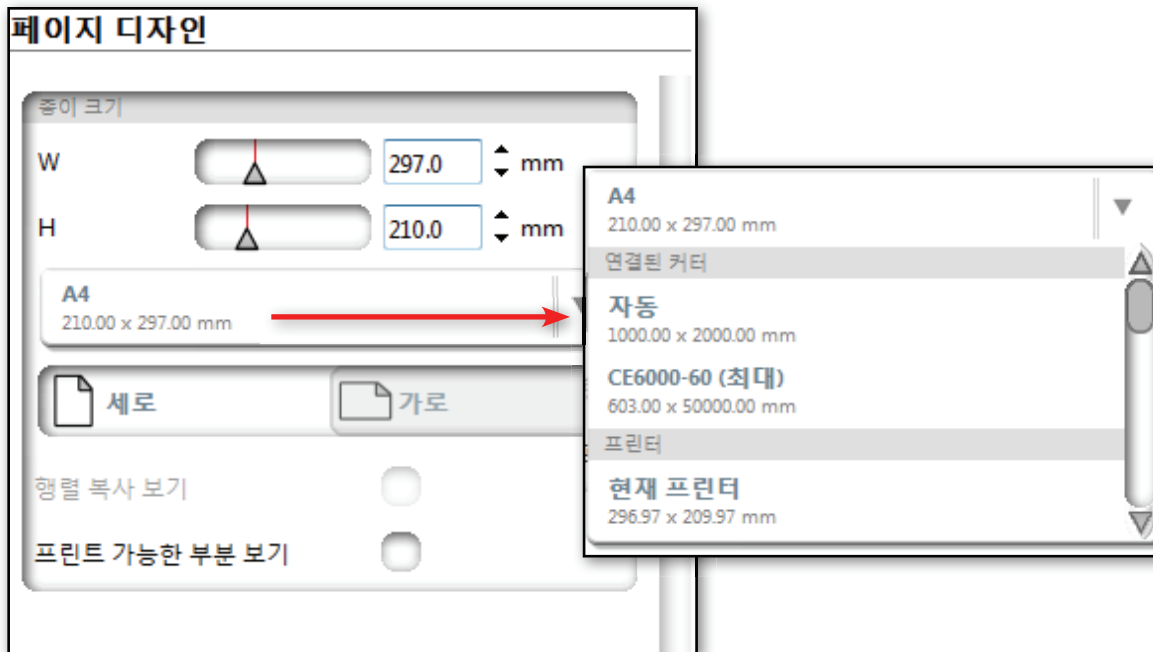 페이지 디자인
종이 크기
W 297.0 mm
H 210.0 mm
A4
210.00 x 297.00 mm
세로 가로
행렬 복사 보기
프린트 가능한 부분 보기
A4
210.00 x 297.00 mm
연결된 커터
자동
1000.00 x 2000.00 mm
CE6000-60 (최대)
603.00 x 50000.00 mm
프린터
현재 프린터
296.97 x 209.97 mm